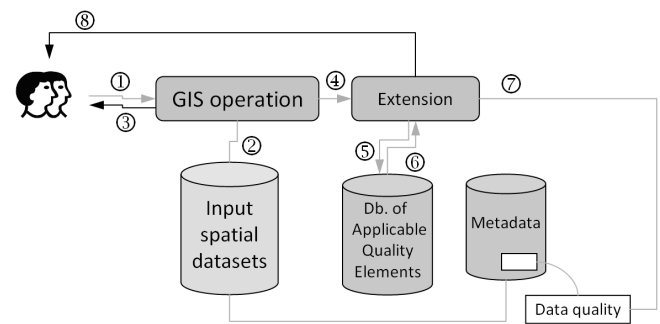 ⑧
①
GIS operation
④
Extension
⑦
③
②
⑤
⑥
Input
spatial
datasets
Db. of
Applicable
Quality
Elements
Metadata
Data quality